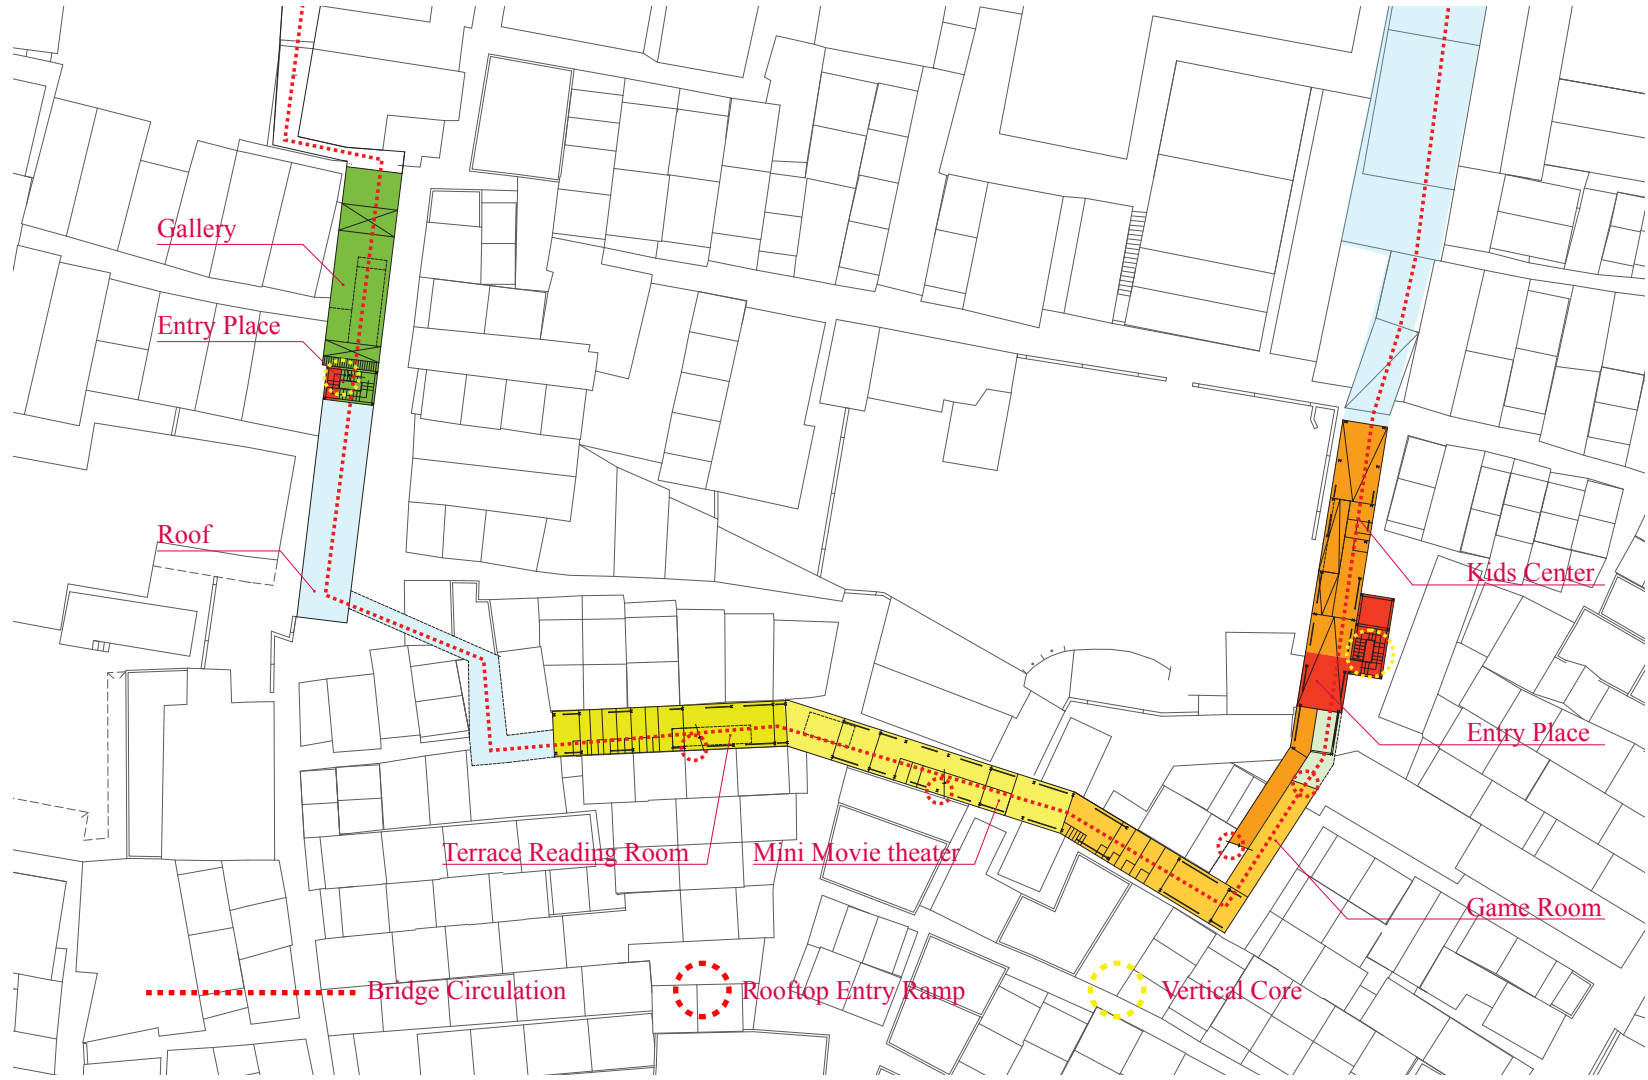 Gallery
Entry Place
Roof
Kids Center
Entry Place
Terrace Reading Room
Mini Movie theater
Game Room
Bridge Circulation
Rooftop Entry Ramp
Vertical Core